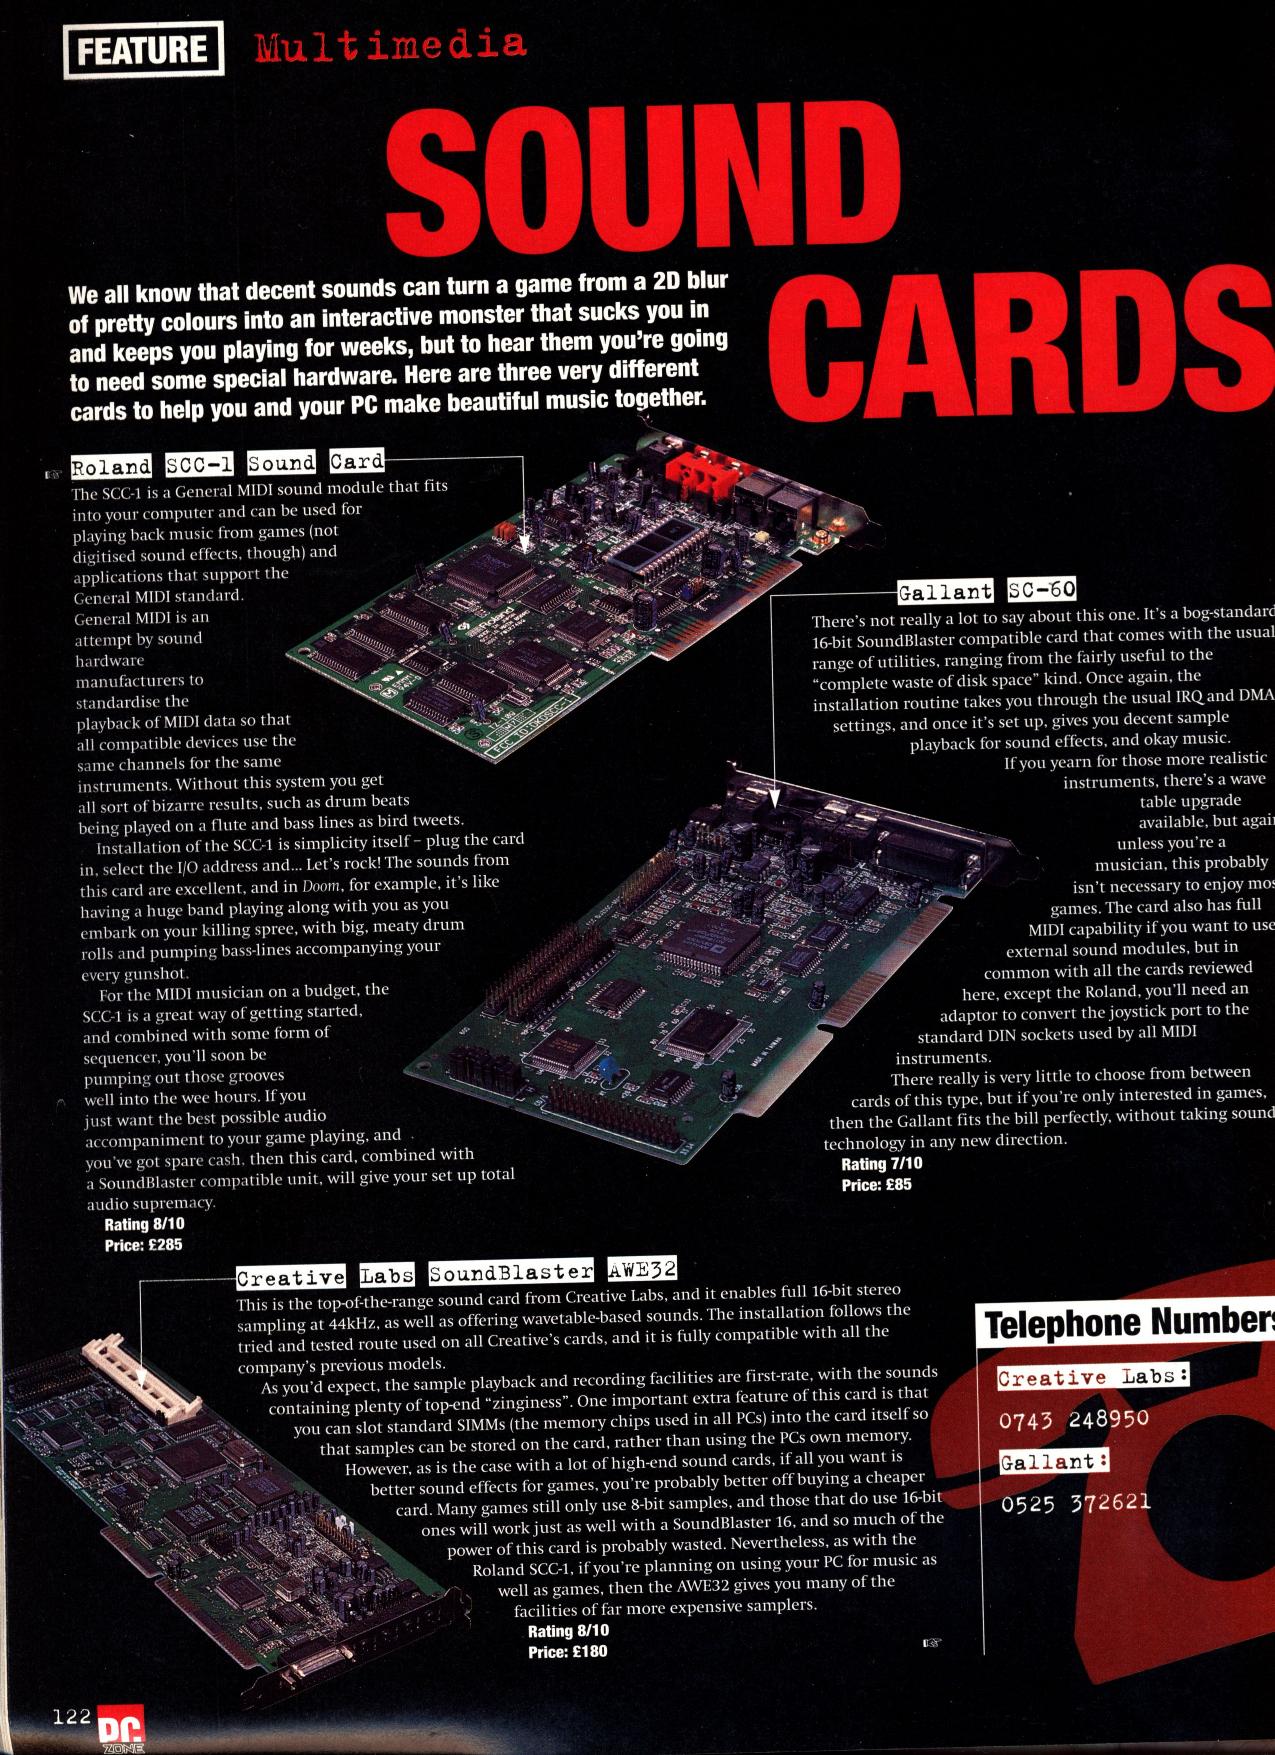 FEATURE Multimedia
SOUND
CARDS
We all know that decent sounds can turn a game from a 2D blur
of pretty colours into an interactive monster that sucks you in
and keeps you playing for weeks, but to hear them you're going
to need some special hardware. Here are three very different
cards to help you and your PC make beautiful music together.
Roland SCC-1 Sound Card
The SCC-1 is a General MIDI sound module that fits
into your computer and can be used for
playing back music from games (not
digitised sound effects, though) and
applications that support the
General MIDI standard.
General MIDI is an
attempt by sound
hardware
manufacturers to
standardise the
playback of MIDI data so that
all compatible devices use the
same channels for the same
instruments. Without this system you get
all sort of bizarre results, such as drum beats
being played on a flute and bass lines as bird tweets.
Installation of the SCC-1 is simplicity itself – plug the card
in, select the I/O address and... Let's rock! The sounds from
this card are excellent, and in Doom, for example, it's like
having a huge band playing along with you as you
embark on your killing spree, with big, meaty drum
rolls and pumping bass-lines accompanying your
every gunshot.
For the MIDI musician on a budget, the
SCC-1 is a great way of getting started,
and combined with some form of
sequencer, you'll soon be
pumping out those grooves
well into the wee hours. If you
just want the best possible audio
accompaniment to your game playing, and
you've got spare cash, then this card, combined with
a SoundBlaster compatible unit, will give your set up total
audio supremacy.
Rating 8/10
Price: £285
Roland
Gallant SC-60
There's not really a lot to say about this one. It's a bog-standard
16-bit SoundBlaster compatible card that comes with the usual
range of utilities, ranging from the fairly useful to the
"complete waste of disk space" kind. Once again, the
installation routine takes you through the usual IRQ and DMA
settings, and once it's set up, gives you decent sample
playback for sound effects, and okay music.
If you yearn for those more realistic
instruments, there's a wave
table upgrade
available, but again
unless you're a
musician, this probably
isn't necessary to enjoy mos
games. The card also has full
MIDI capability if you want to use
external sound modules, but in
common with all the cards reviewed
here, except the Roland, you'll need an
adaptor to convert the joystick port to the
standard DIN sockets used by all MIDI
instruments.
There really is very little to choose from between
cards of this type, but if you're only interested in games,
then the Gallant fits the bill perfectly, without taking sound
technology in any new direction.
Rating 7/10
Price: £85
MADE IN TAIWAN
Creative Labs SoundBlaster AWE32
This is the top-of-the-range sound card from Creative Labs, and it enables full 16-bit stereo
sampling at 44kHz, as well as offering wavetable-based sounds. The installation follows the
tried and tested route used on all Creative's cards, and it is fully compatible with all the
company's previous models.
As you'd expect, the sample playback and recording facilities are first-rate, with the sounds
containing plenty of top-end "zinginess". One important extra feature of this card is that
you can slot standard SIMMs (the memory chips used in all PCs) into the card itself so
that samples can be stored on the card, rather than using the PCs own memory.
However, as is the case with a lot of high-end sound cards, if all you want is
better sound effects for games, you're probably better off buying a cheaper
card. Many games still only use 8-bit samples, and those that do use 16-bit
ones will work just as well with a SoundBlaster 16, and so much of the
power of this card is probably wasted. Nevertheless, as with the
Roland SCC-1, if you're planning on using your PC for music as
well as games, then the AWE32 gives you many of the
facilities of far more expensive samplers.
Rating 8/10
Price: £180
Telephone Numbers
Creative Labs:
0743 248950
Gallant:
0525 372621
122 PC
ZONE